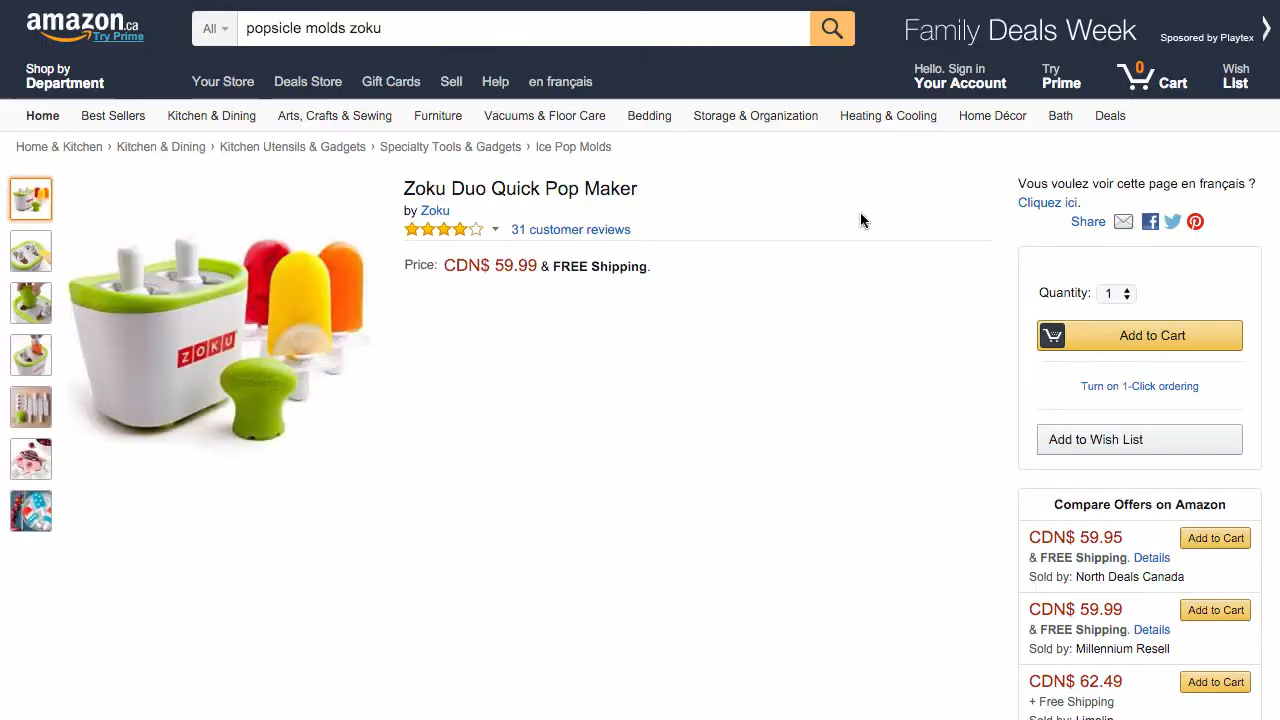 amazon.ca
Try Prime
All
popsicle molds zoku
Family Deals Week
Sposored by Playtex
Shop by
Department
Your Store
Deals Store
Gift Cards
Sell
Help
en français
Hello. Sign in
Your Account
Try
Prime
0
Cart
Wish
List
Home
Best Sellers
Kitchen & Dining
Arts, Crafts & Sewing
Furniture
Vacuums & Floor Care
Bedding
Storage & Organization
Heating & Cooling
Home Décor
Bath
Deals
Home & Kitchen › Kitchen & Dining › Kitchen Utensils & Gadgets › Specialty Tools & Gadgets › Ice Pop Molds
ZOKU
Zoku Duo Quick Pop Maker
by Zoku
31 customer reviews
Price: CDN$ 59.99 & FREE Shipping.
Vous voulez voir cette page en français ?
Cliquez ici.
Share
Quantity: 1
Add to Cart
Turn on 1-Click ordering
Add to Wish List
Compare Offers on Amazon
CDN$ 59.95
Add to Cart
& FREE Shipping. Details
Sold by: North Deals Canada
CDN$ 59.99
Add to Cart
& FREE Shipping. Details
Sold by: Millennium Resell
CDN$ 62.49
Add to Cart
+ Free Shipping
Sold by: